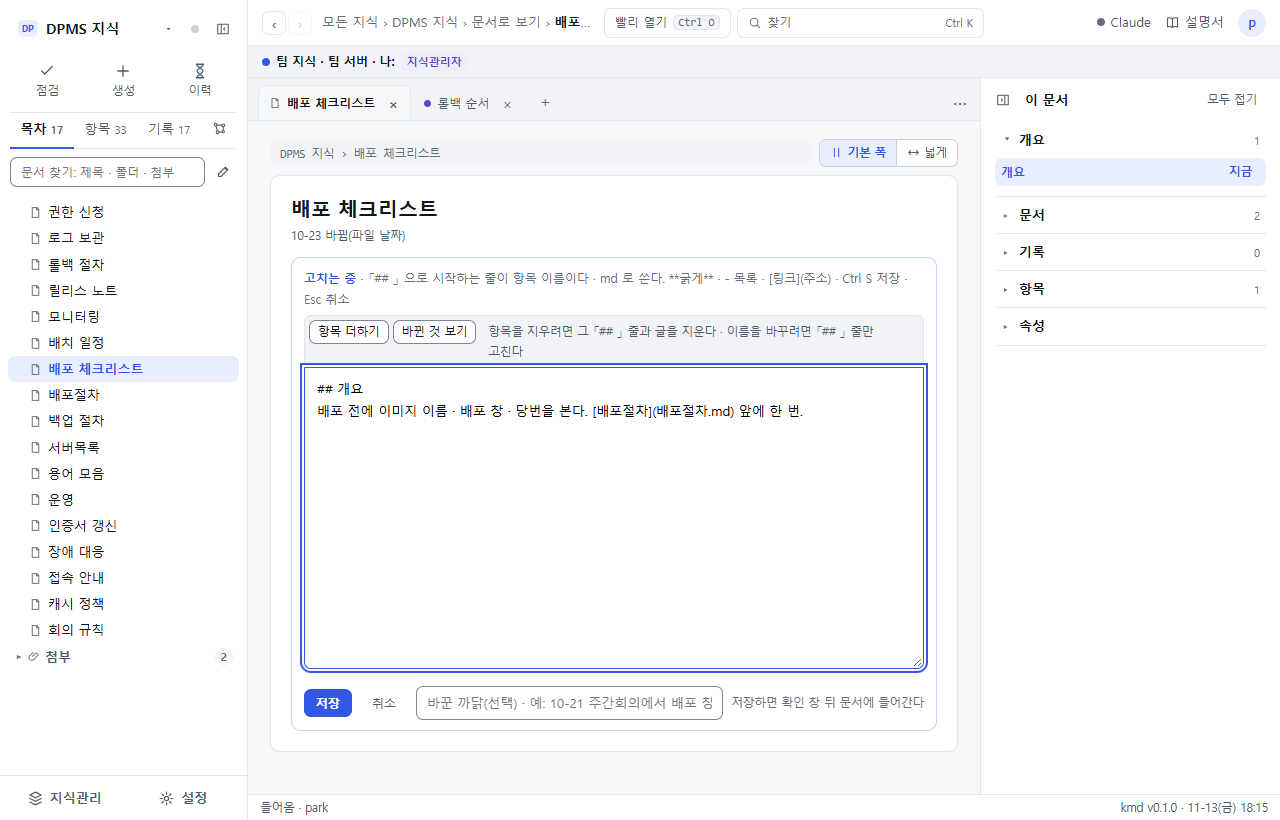 DP DPMS 지식
점검 생성 이력
목차 17 항목 33 기록 17
문서 찾기: 제목 · 폴더 · 첨부
권한 신청
로그 보관
롤백 절차
릴리스 노트
모니터링
배치 일정
배포 체크리스트
배포절차
백업 절차
서버목록
용어 모음
운영
인증서 갱신
장애 대응
접속 안내
캐시 정책
회의 규칙
첨부 2
지식관리 설정
모든 지식 › DPMS 지식 › 문서로 보기 › 배포...
빨리 열기 Ctrl O
찾기 Ctrl K
Claude 설명서 p
팀 지식 · 팀 서버 · 나: 지식관리자
배포 체크리스트 × 롤백 순서 × + ...
DPMS 지식 › 배포 체크리스트
기본 폭 넓게
배포 체크리스트
10-23 바뀜(파일 날짜)
고치는 중 · 「## 」으로 시작하는 줄이 항목 이름이다 · md 로 쓴다. **굵게** · - 목록 · [링크](주소) · Ctrl S 저장 ·
Esc 취소
항목 더하기 바뀐 것 보기 항목을 지우려면 그 「## 」줄과 글을 지운다 · 이름을 바꾸려면 「## 」줄만
고친다
## 개요
배포 전에 이미지 이름 · 배포 창 · 당번을 본다. [배포절차](배포절차.md) 앞에 한 번.
저장 취소 바꾼 까닭(선택) · 예: 10-21 주간회의에서 배포 창 저장하면 확인 창 뒤 문서에 들어간다
이 문서 모두 접기
개요 1
개요 지금
문서 2
기록 0
항목 1
속성
들어옴 · park
kmd v0.1.0 · 11-13(금) 18:15